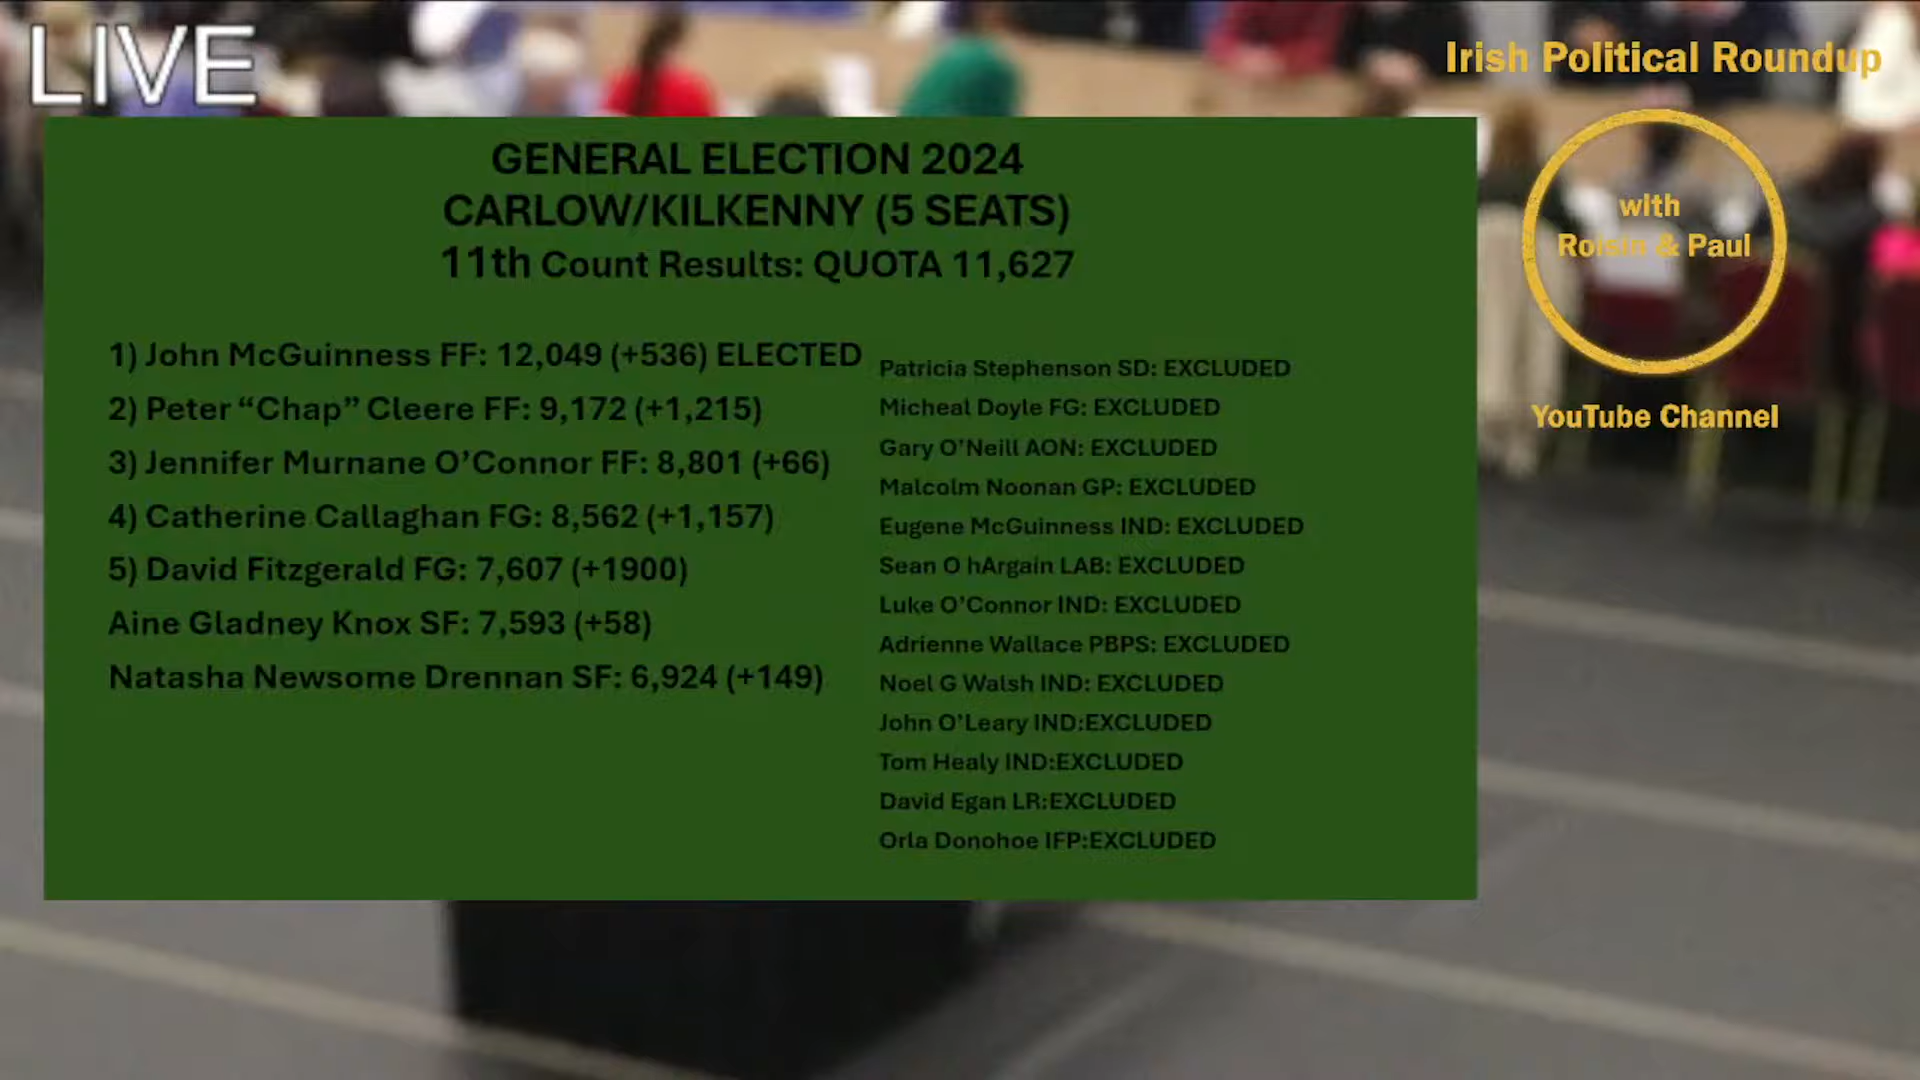 LIVE
Irish Political Roundup
with
Roisin & Paul
YouTube Channel
GENERAL ELECTION 2024
CARLOW/KILKENNY (5 SEATS)
11th Count Results: QUOTA 11,627
1) John McGuinness FF: 12,049 (+536) ELECTED
2) Peter “Chap” Cleere FF: 9,172 (+1,215)
3) Jennifer Murnane O’Connor FF: 8,801 (+66)
4) Catherine Callaghan FG: 8,562 (+1,157)
5) David Fitzgerald FG: 7,607 (+1900)
Aine Gladney Knox SF: 7,593 (+58)
Natasha Newsome Drennan SF: 6,924 (+149)
Patricia Stephenson SD: EXCLUDED
Micheal Doyle FG: EXCLUDED
Gary O’Neill AON: EXCLUDED
Malcolm Noonan GP: EXCLUDED
Eugene McGuinness IND: EXCLUDED
Sean O hArgain LAB: EXCLUDED
Luke O’Connor IND: EXCLUDED
Adrienne Wallace PBPS: EXCLUDED
Noel G Walsh IND: EXCLUDED
John O’Leary IND:EXCLUDED
Tom Healy IND:EXCLUDED
David Egan LR:EXCLUDED
Orla Donohoe IFP:EXCLUDED